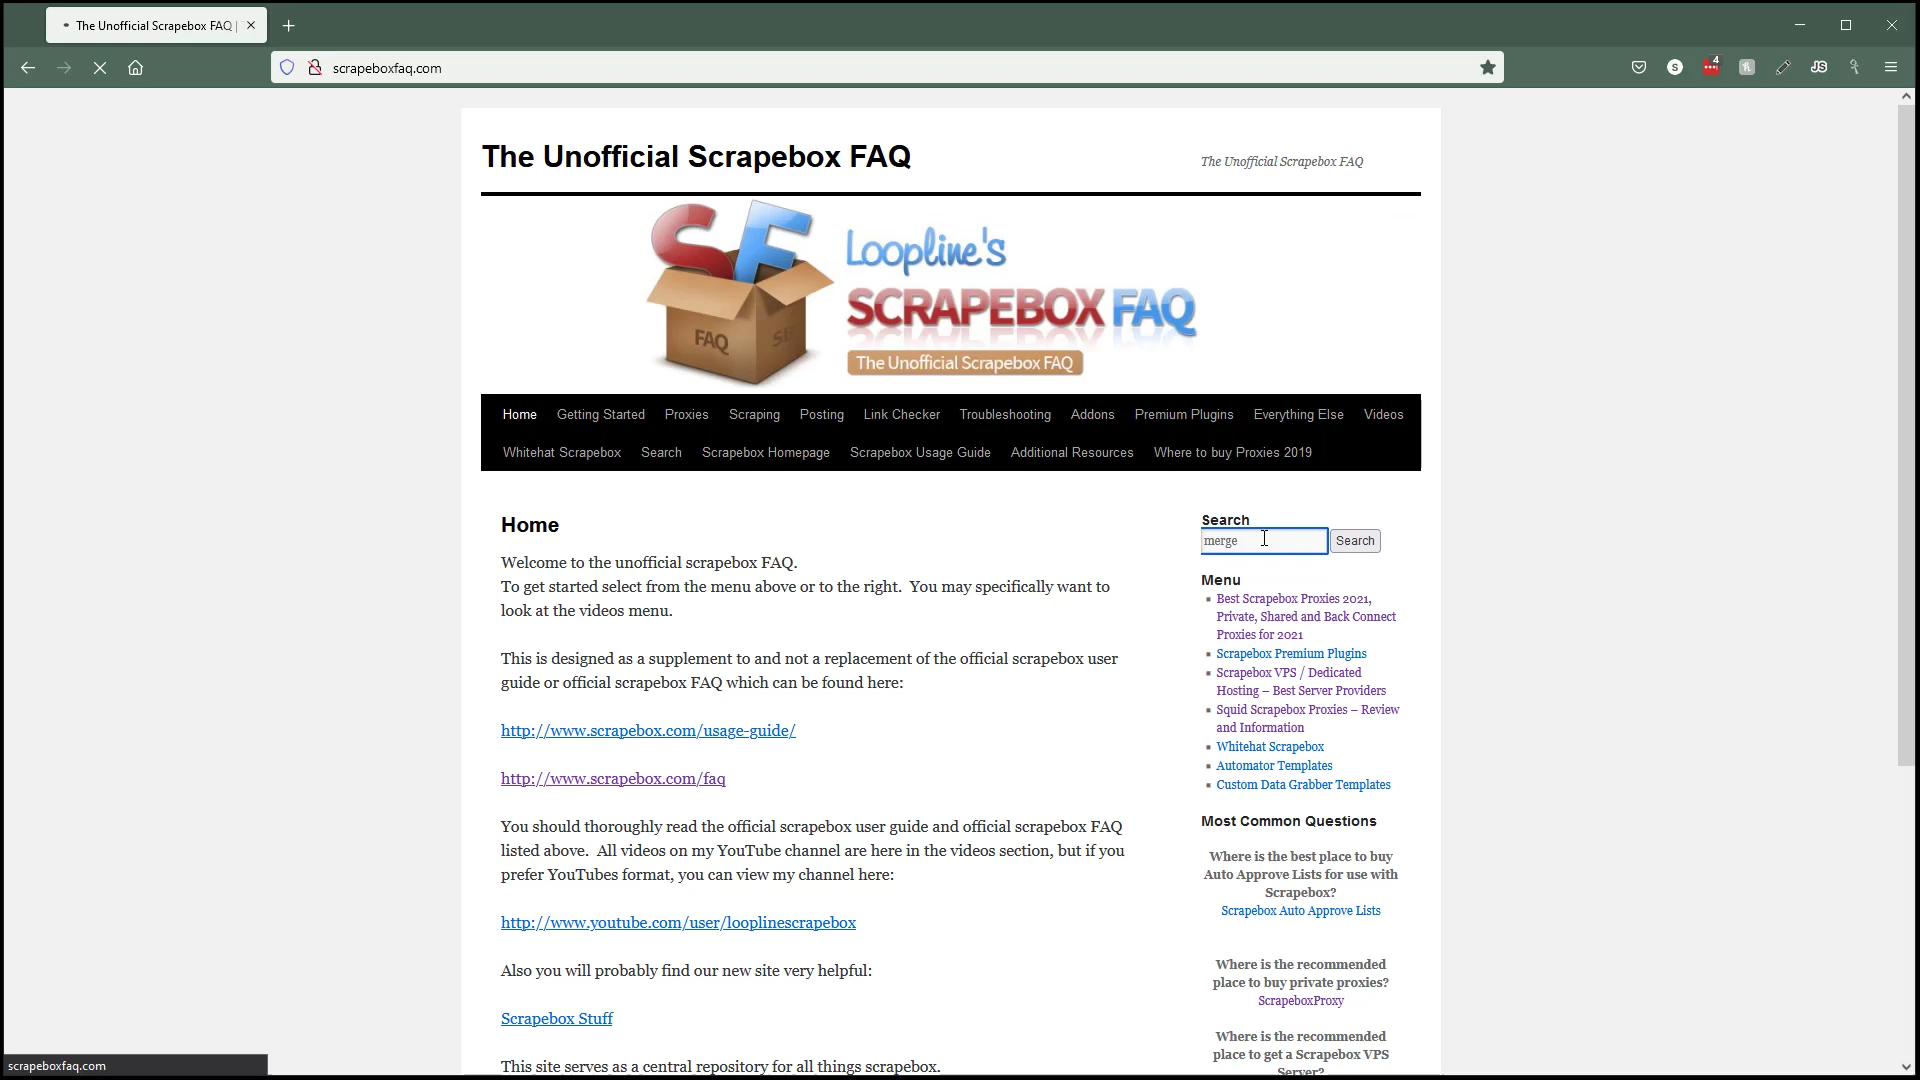 The Unofficial Scrapebox FAQ |
scrapeboxfaq.com
S
4
JS
The Unofficial Scrapebox FAQ
The Unofficial Scrapebox FAQ
SF
FAQ
Loopline's
SCRAPEBOX FAQ
The Unofficial Scrapebox FAQ
Home Getting Started Proxies Scraping Posting Link Checker Troubleshooting Addons Premium Plugins Everything Else Videos
Whitehat Scrapebox Search Scrapebox Homepage Scrapebox Usage Guide Additional Resources Where to buy Proxies 2019
Home
Welcome to the unofficial scrapebox FAQ.
To get started select from the menu above or to the right. You may specifically want to
look at the videos menu.
This is designed as a supplement to and not a replacement of the official scrapebox user
guide or official scrapebox FAQ which can be found here:
http://www.scrapebox.com/usage-guide/
http://www.scrapebox.com/faq
You should thoroughly read the official scrapebox user guide and official scrapebox FAQ
listed above. All videos on my YouTube channel are here in the videos section, but if you
prefer YouTubes format, you can view my channel here:
http://www.youtube.com/user/looplinescrapebox
Also you will probably find our new site very helpful:
Scrapebox Stuff
This site serves as a central repository for all things scrapebox.
Search
merge Search
Menu
Best Scrapebox Proxies 2021,
Private, Shared and Back Connect
Proxies for 2021
Scrapebox Premium Plugins
Scrapebox VPS / Dedicated
Hosting – Best Server Providers
Squid Scrapebox Proxies – Review
and Information
Whitehat Scrapebox
Automator Templates
Custom Data Grabber Templates
Most Common Questions
Where is the best place to buy
Auto Approve Lists for use with
Scrapebox?
Scrapebox Auto Approve Lists
Where is the recommended
place to buy private proxies?
ScrapeboxProxy
Where is the recommended
place to get a Scrapebox VPS
Server?
scrapeboxfaq.com